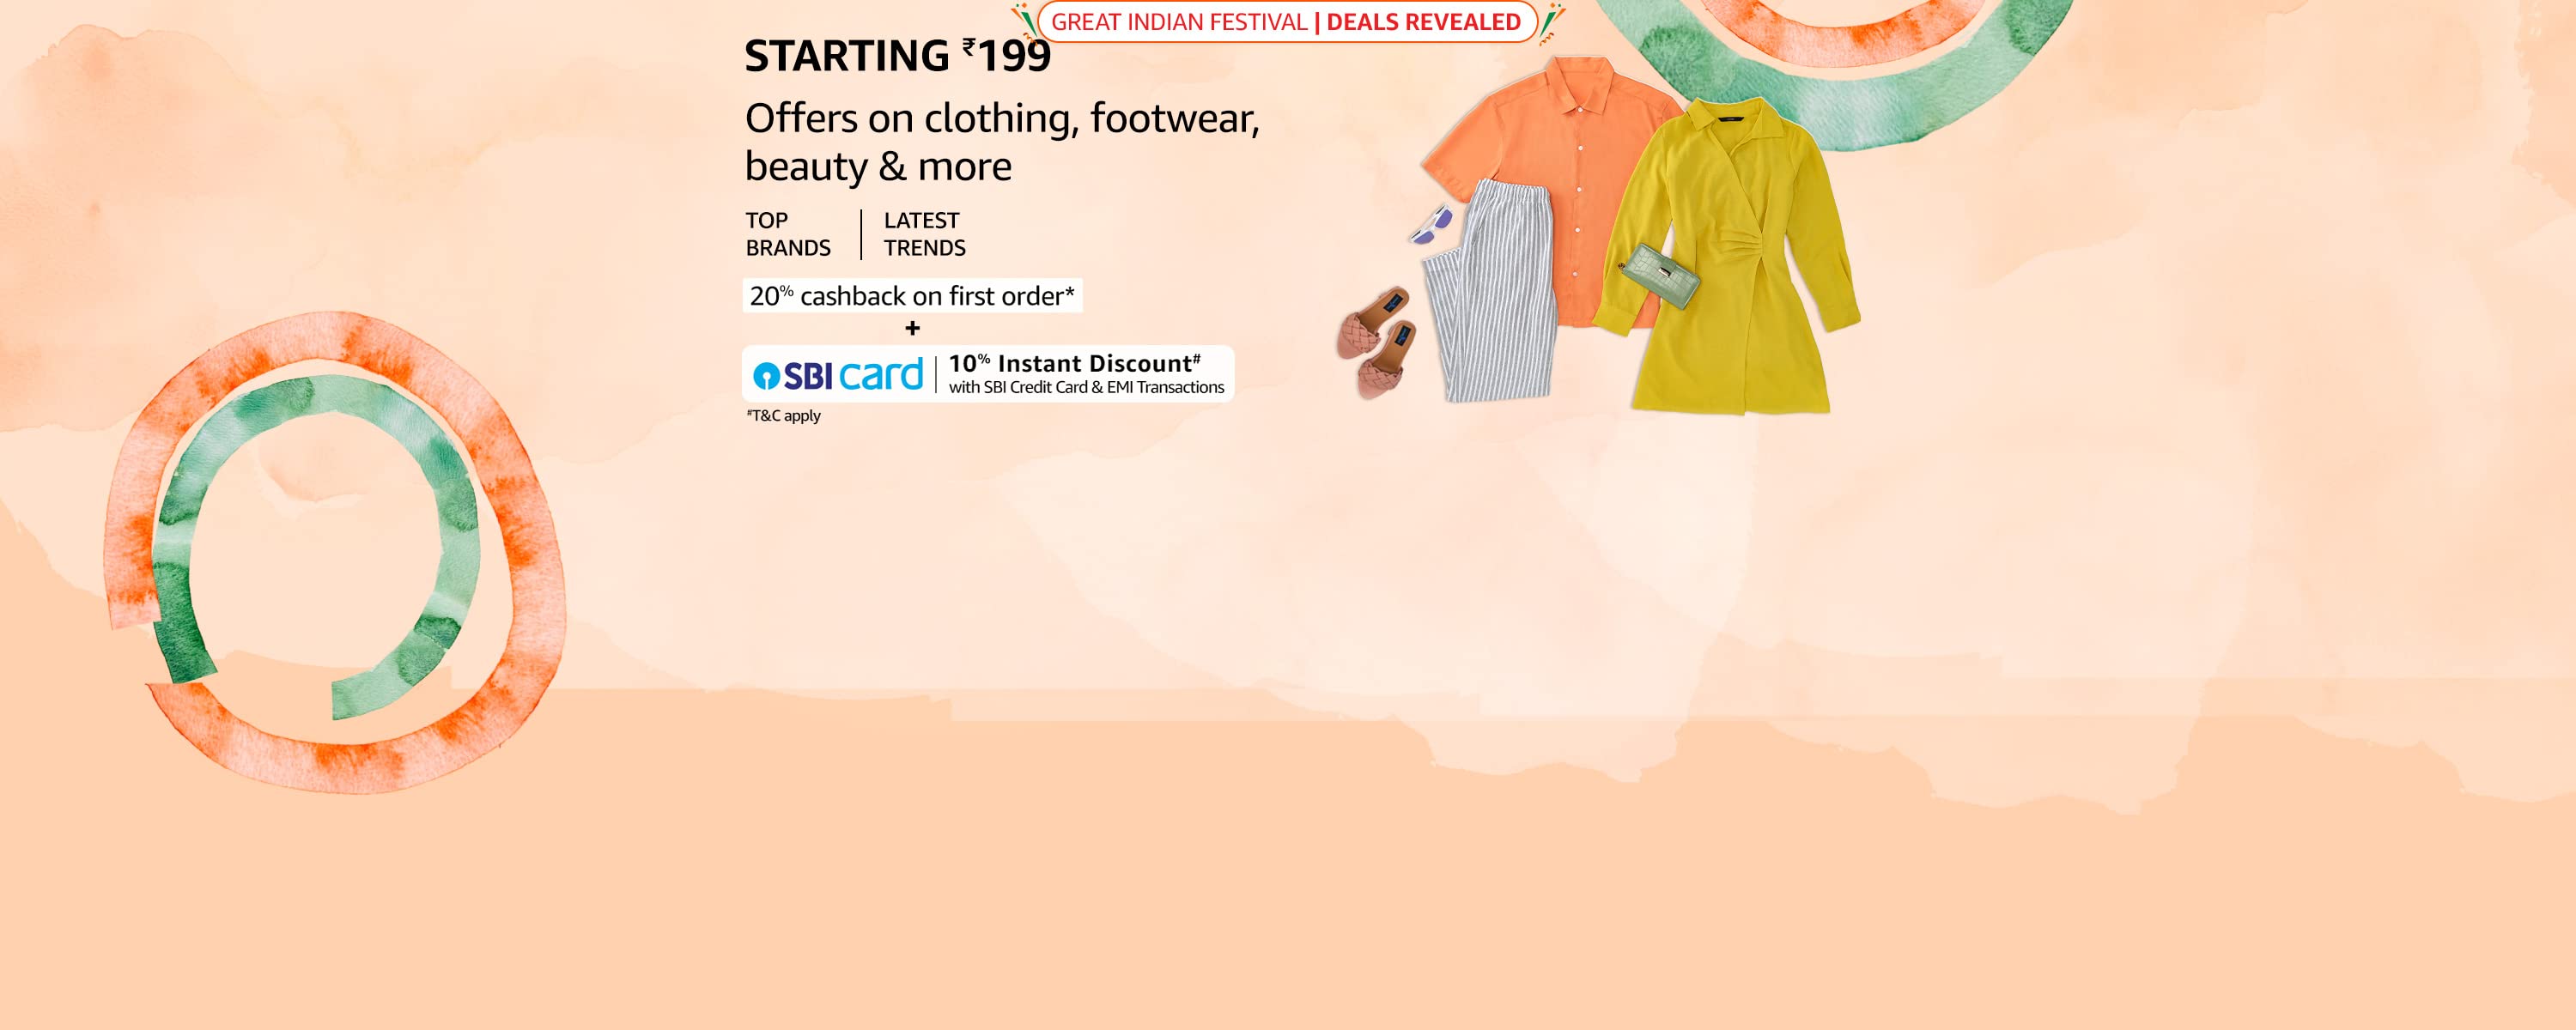 GREAT INDIAN FESTIVAL | DEALS REVEALED
STARTING ₹199
Offers on clothing, footwear,
beauty & more
TOP
BRANDS
LATEST
TRENDS
20% cashback on first order*
+
SBI card
10% Instant Discount#
with SBI Credit Card & EMI Transactions
#T&C apply